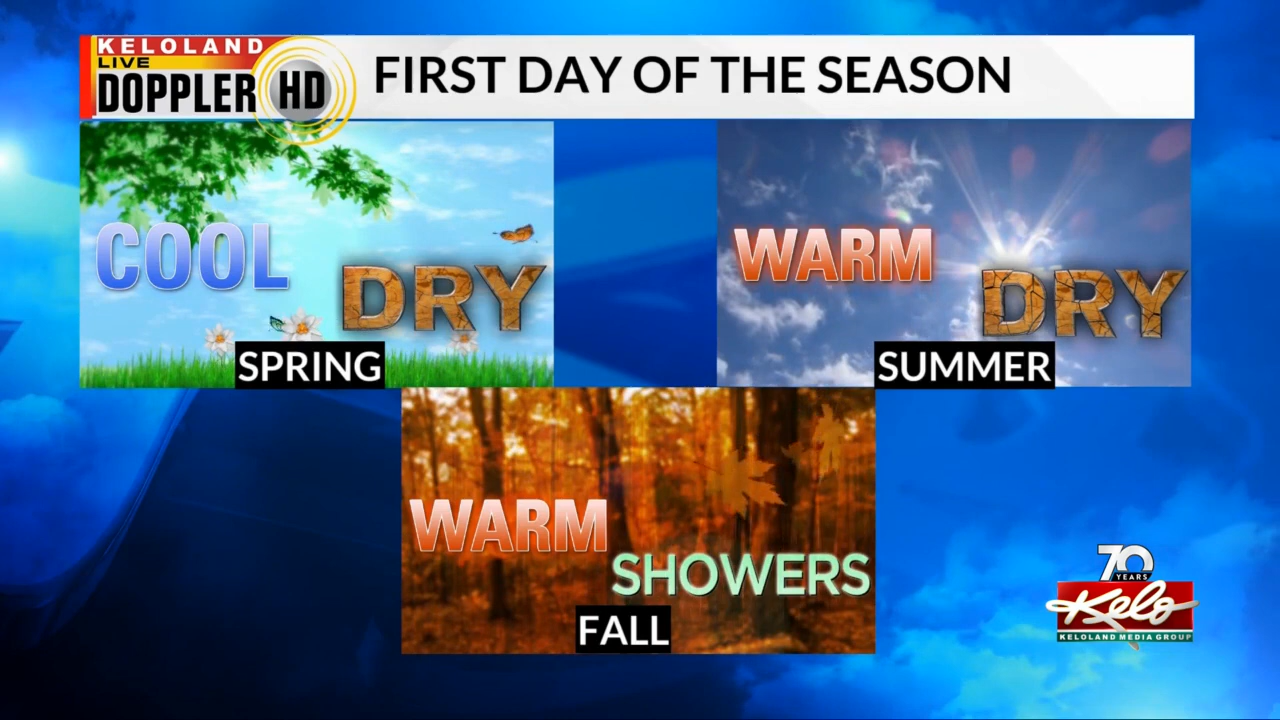 KELOLAND
LIVE
DOPPLER HD
FIRST DAY OF THE SEASON
COOL
DRY
SPRING
WARM
DRY
SUMMER
WARM
SHOWERS
FALL
70
YEARS
Kelo
KELOLAND MEDIA GROUP